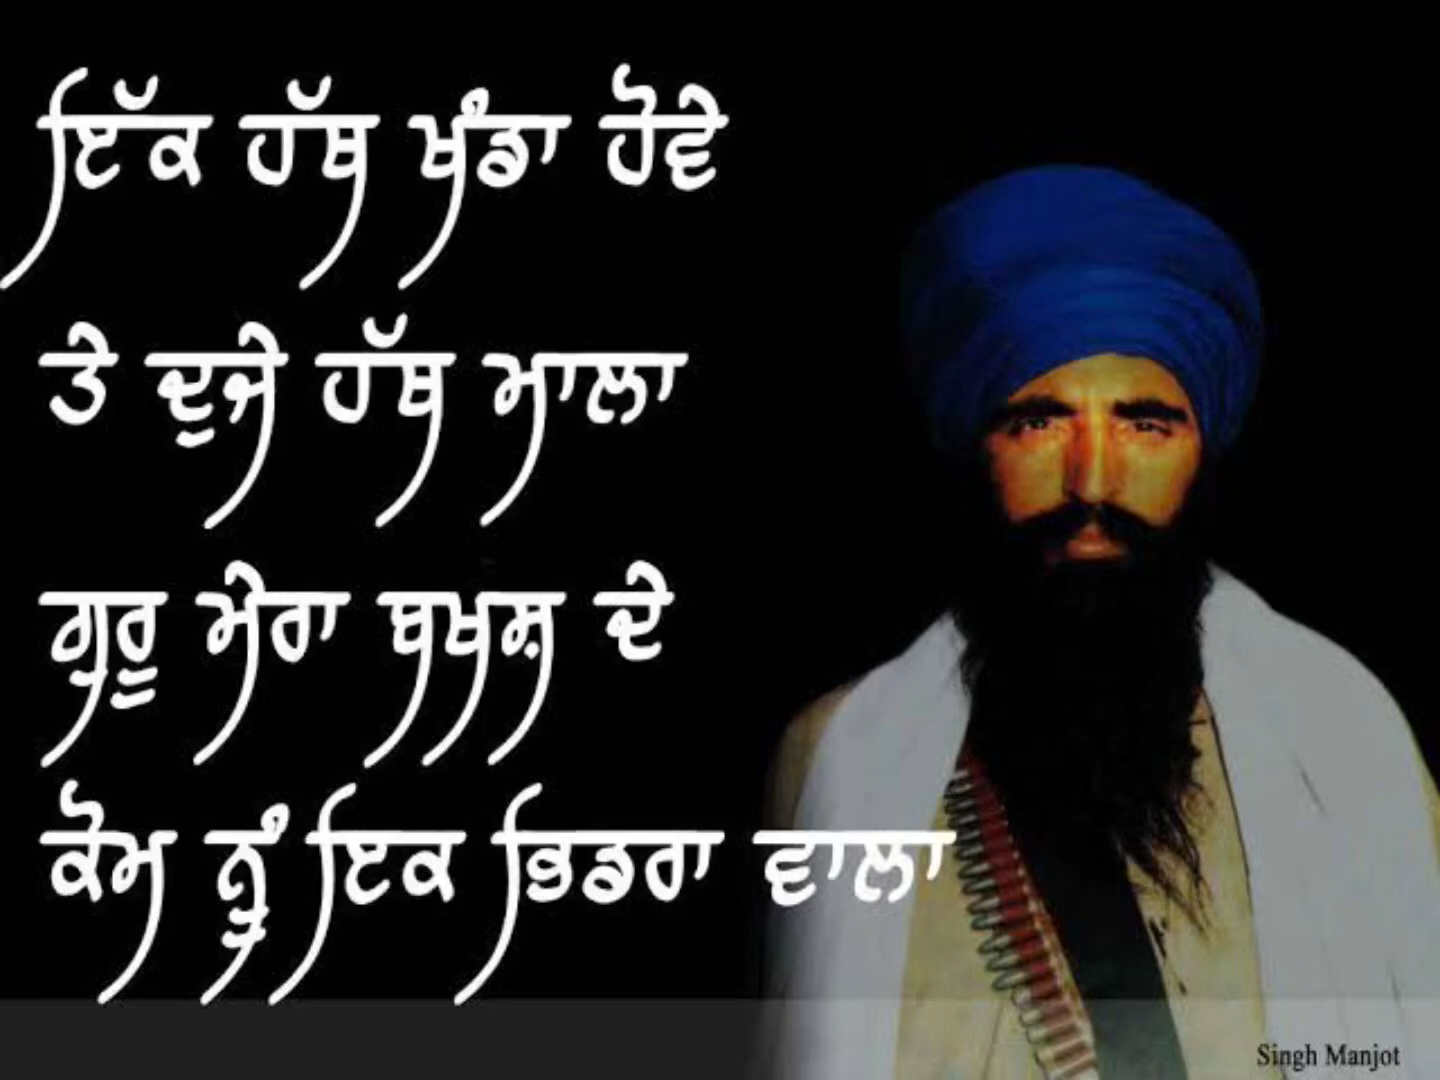 ਇੱਕ ਹੱਥ ਖੰਡਾ ਹੋਵੇ
ਤੇ ਦੁਜੇ ਹੱਥ ਮਾਲਾ
ਗੁਰੂ ਮੇਰਾ ਬਖਸ਼ ਦੇ
ਕੋਮ ਨੂੰ ਇਕ ਭਿਡਰਾ ਵਾਲਾ
Singh Manjot